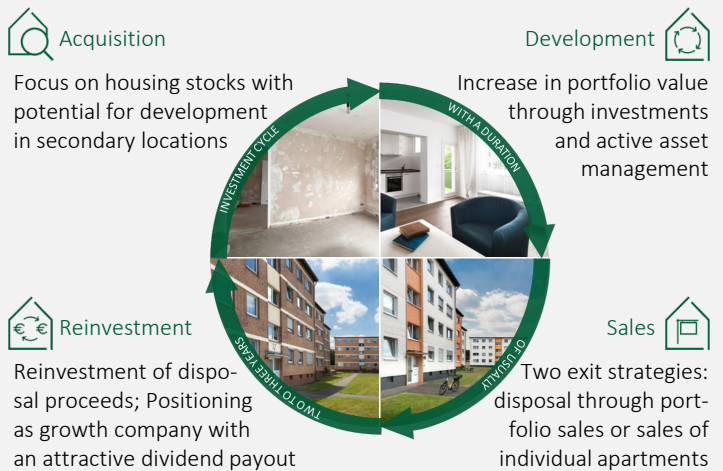 Acquisition
Focus on housing stocks with
potential for development
in secondary locations
Development
Increase in portfolio value
through investments
and active asset
management
INVESTMENT CYCLE
WITH A DURATION
OF USUALLY
TWO TO THREE YEARS
Sales
Two exit strategies:
disposal through port-
folio sales or sales of
individual apartments
€ €
Reinvestment
Reinvestment of dispo-
sal proceeds; Positioning
as growth company with
an attractive dividend payout